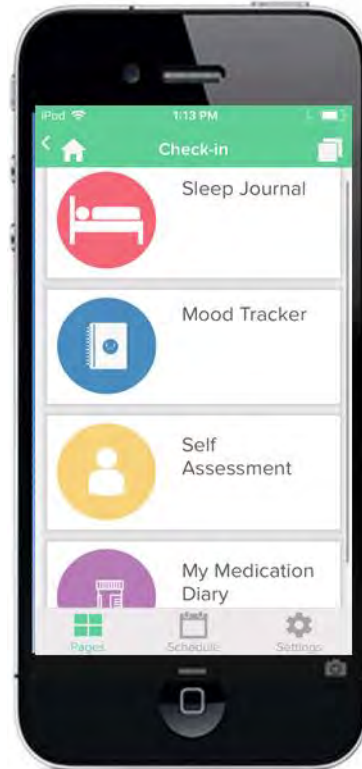 iPod 1:13 PM
Check-in
Sleep Journal
Mood Tracker
Self
Assessment
My Medication
Diary
Pages Schedule Settings